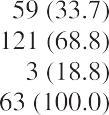 59 (33.7)
121 (68.8)
3 (18.8)
63 (100.0)